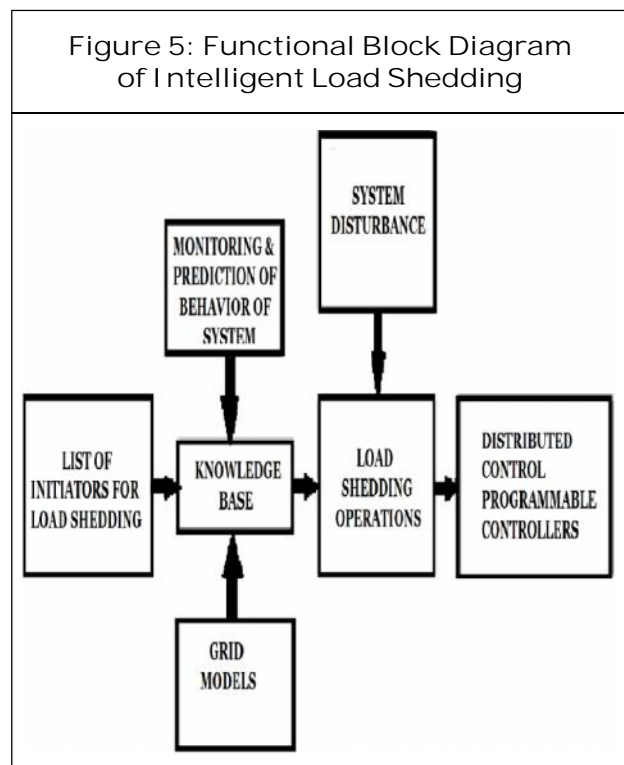 Figure 5: Functional Block Diagram
of Intelligent Load Shedding
SYSTEM
DISTURBANCE
MONITORING &
PREDICTION OF
BEHAVIOR OF
SYSTEM
LIST OF
INITIATORS FOR
LOAD SHEDDING
KNOWLEDGE
BASE
LOAD
SHEDDING
OPERATIONS
DISTRIBUTED
CONTROL
PROGRAMMABLE
CONTROLLERS
GRID
MODELS